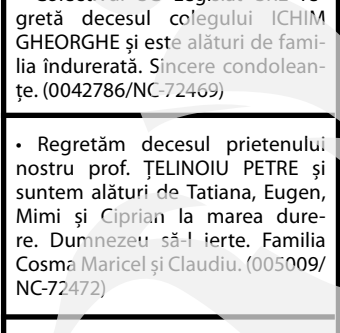 gretă decesul colegului ICHIM
GHEORGHE și este alături de fami-
lia îndurerată. Sincere condolean-
țe. (0042786/NC-72469)
• Regretăm decesul prietenului
nostru prof. ȚELINOIU PETRE și
suntem alături de Tatiana, Eugen,
Mimi și Ciprian la marea dure-
re. Dumnezeu să-l ierte. Familia
Cosma Maricel și Claudiu. (005009/
NC-72472)